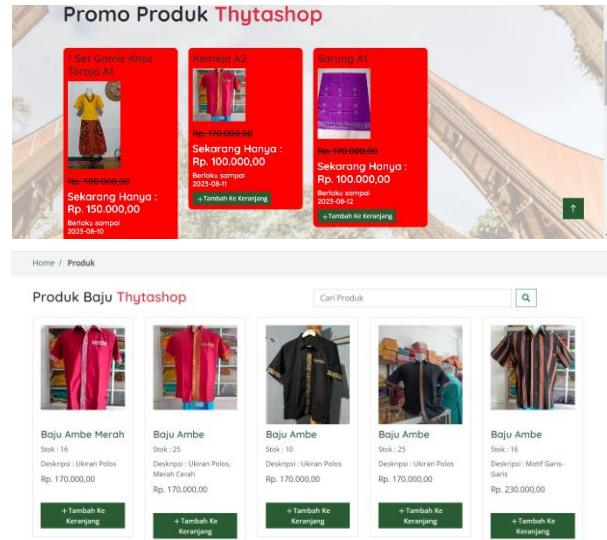 Promo Produk Thytashop
1 Set Gamis Khas
Toraja A1
Rp. 300.000,00
Sekarang Hanya :
Rp. 150.000,00
Berlaku sampai
2023-08-10
Kemeja A2
Rp. 170.000,00
Sekarang Hanya :
Rp. 100.000,00
Berlaku sampai
2023-08-11
+Tambah Ke Keranjang
Sarung A1
Rp. 170.000,00
Sekarang Hanya :
Rp. 100.000,00
Berlaku sampai
2023-08-12
+Tambah Ke Keranjang
Home / Produk
Produk Baju Thytashop
Cari Produk
Baju Ambe Merah
Stok : 16
Deskripsi : Ukiran Polos
Rp. 170.000,00
+Tambah Ke
Keranjang
Baju Ambe
Stok : 25
Deskripsi : Ukiran Polos,
Merah Cerah
Rp. 170.000,00
+Tambah Ke
Keranjang
Baju Ambe
Stok : 10
Deskripsi : Ukiran Polos
Rp. 170.000,00
+Tambah Ke
Keranjang
Baju Ambe
Stok : 25
Deskripsi : Ukiran Polos
Rp. 170.000,00
+Tambah Ke
Keranjang
Baju Ambe
Stok : 16
Deskripsi : Motif Garis-
Garis
Rp. 230.000,00
+Tambah Ke
Keranjang